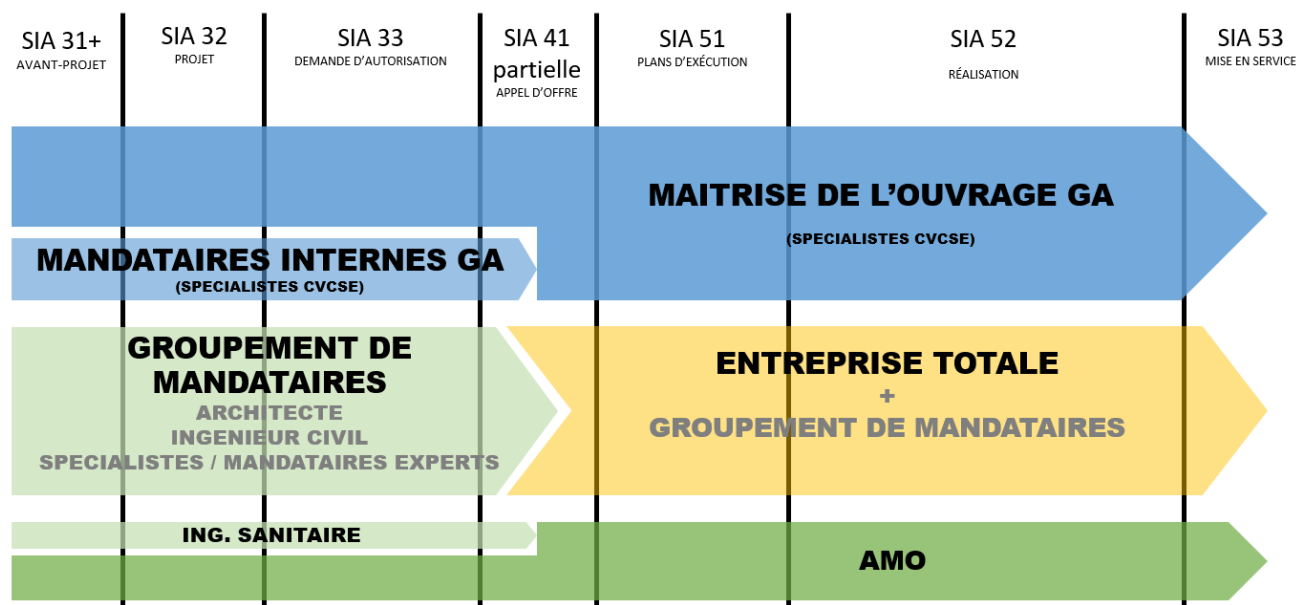 SIA 31+
AVANT-PROJET
SIA 32
PROJET
SIA 33
DEMANDE D'AUTORISATION
SIA 41
partielle
APPEL D'OFFRE
SIA 51
PLANS D'EXÉCUTION
SIA 52
RÉALISATION
SIA 53
MISE EN SERVICE
MAITRISE DE L'OUVRAGE GA
(SPECIALISTES CVCSE)
MANDATAIRES INTERNES GA
(SPECIALISTES CVCSE)
GROUPEMENT DE
MANDATAIRES
ARCHITECTE
INGENIEUR CIVIL
SPECIALISTES / MANDATAIRES EXPERTS
ENTREPRISE TOTALE
+
GROUPEMENT DE MANDATAIRES
ING. SANITAIRE
AMO